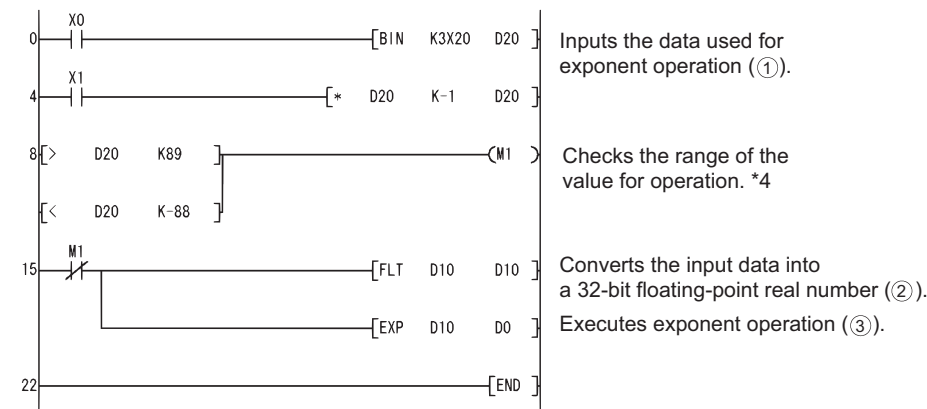 X0
0 BIN K3X20 D20 Inputs the data used for
exponent operation (①).
X1
4 * D20 K-1 D20
8 > D20 K89 M1 Checks the range of the
value for operation. *4
< D20 K-88
M1
15 FLT D10 D10 Converts the input data into
a 32-bit floating-point real number (②).
EXP D10 D0 Executes exponent operation (③).
22 END